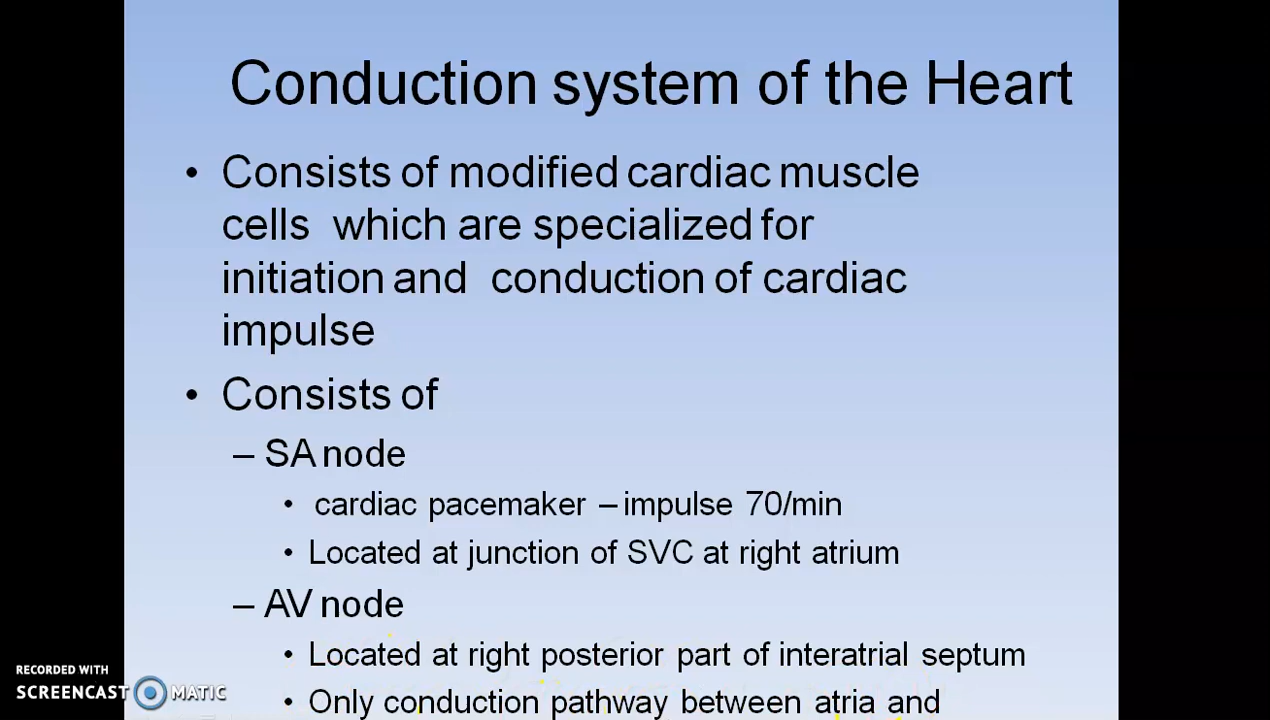 Conduction system of the Heart
• Consists of modified cardiac muscle
cells which are specialized for
initiation and conduction of cardiac
impulse
• Consists of
– SA node
• cardiac pacemaker – impulse 70/min
• Located at junction of SVC at right atrium
– AV node
• Located at right posterior part of interatrial septum
• Only conduction pathway between atria and
RECORDED WITH
SCREENCAST MATIC